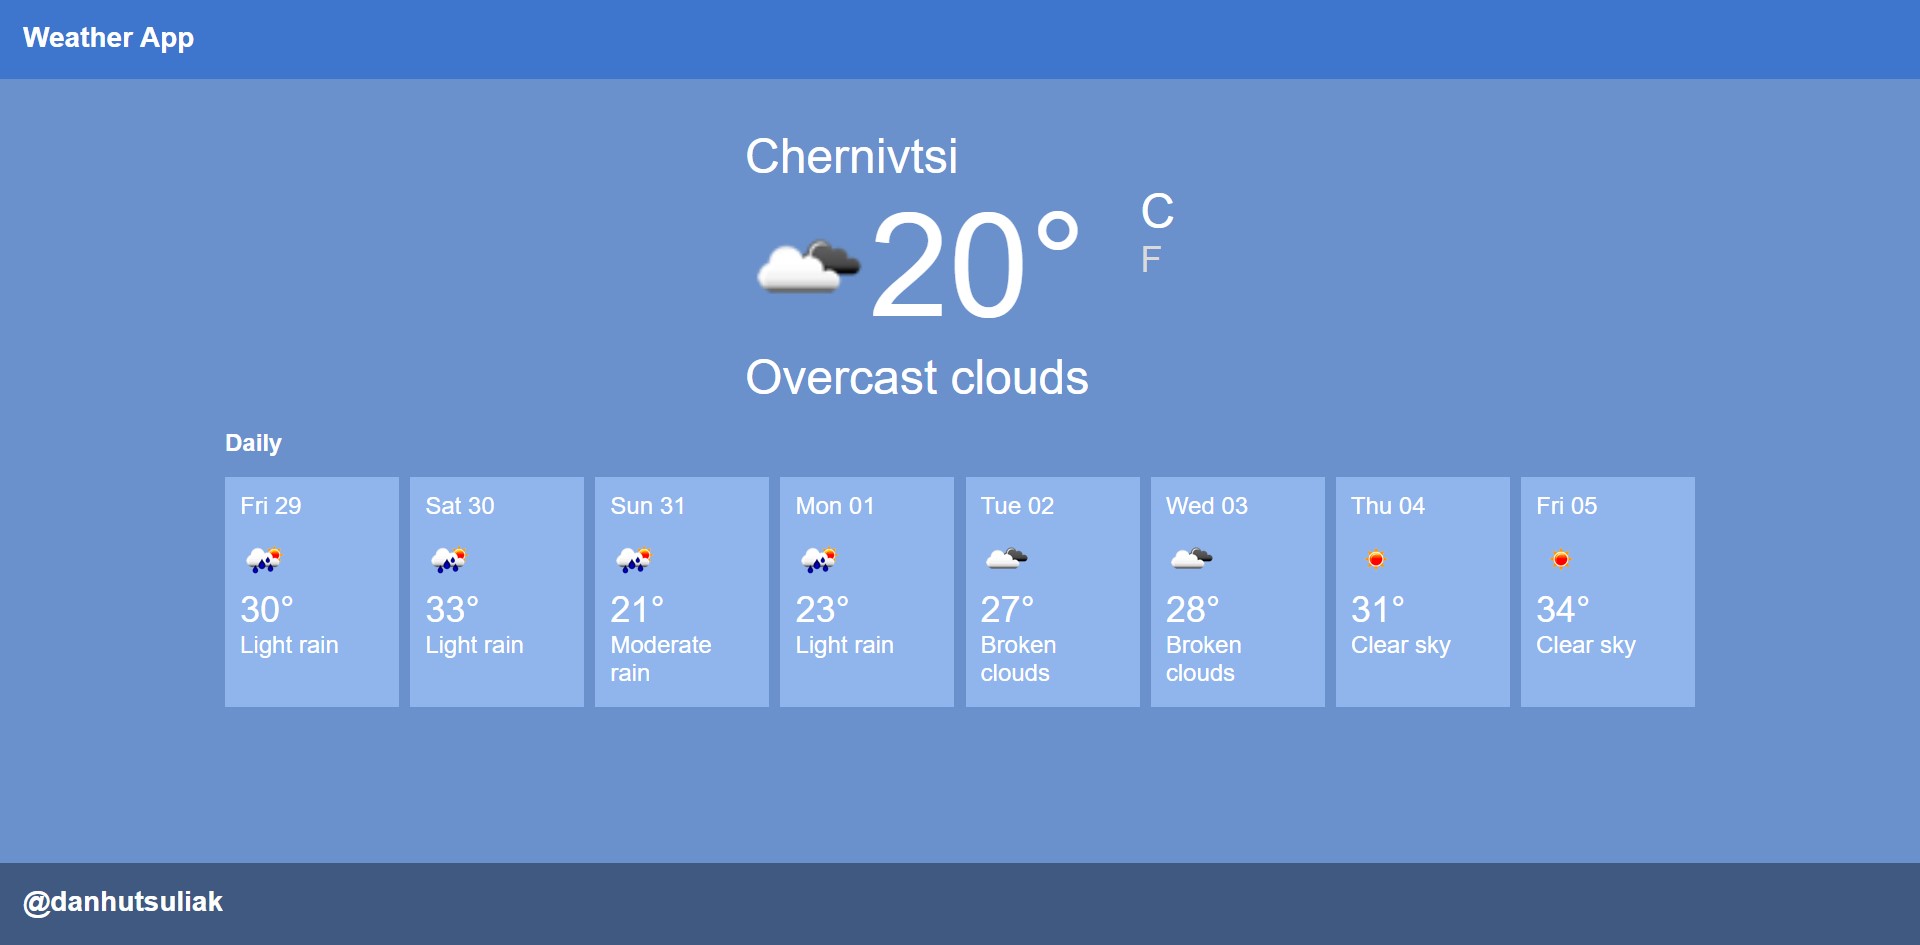 Weather App
Chernivtsi
20°
C
F
Overcast clouds
Daily
Fri 29
30°
Light rain
Sat 30
33°
Light rain
Sun 31
21°
Moderate
rain
Mon 01
23°
Light rain
Tue 02
27°
Broken
clouds
Wed 03
28°
Broken
clouds
Thu 04
31°
Clear sky
Fri 05
34°
Clear sky
@danhutsuliak